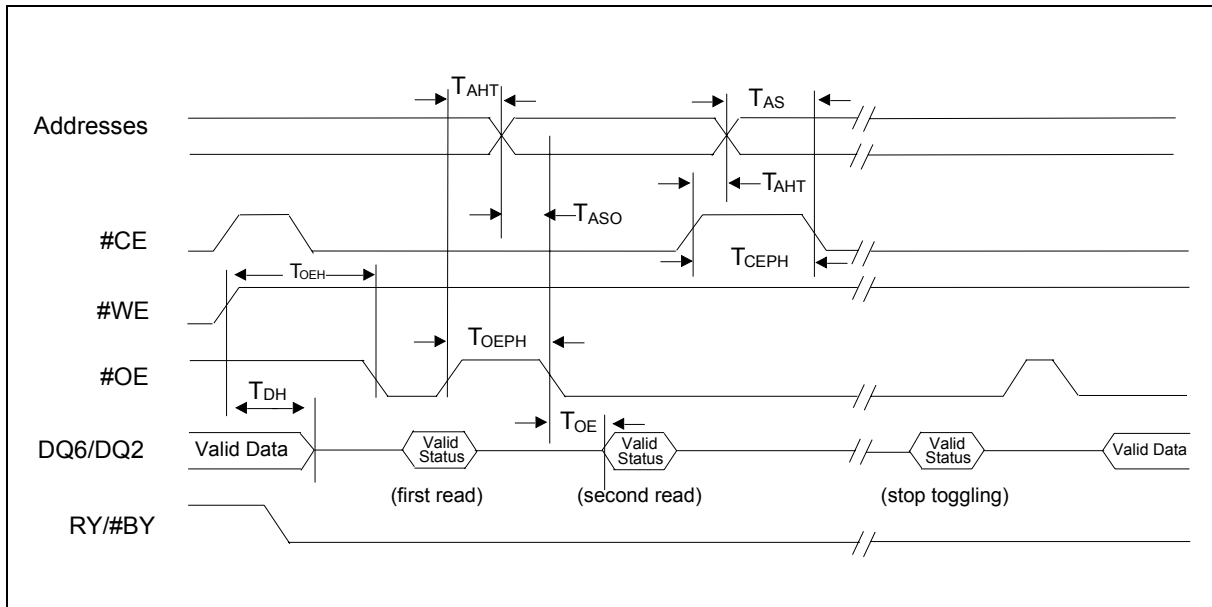 TAHT
TAS
Addresses
TAHT
TASO
#CE
TCEPH
TOEH
#WE
TOEPH
#OE
TDH
TOE
DQ6/DQ2
Valid Data
Valid
Status
Valid
Status
Valid
Status
Valid Data
(first read)
(second read)
(stop toggling)
RY/#BY